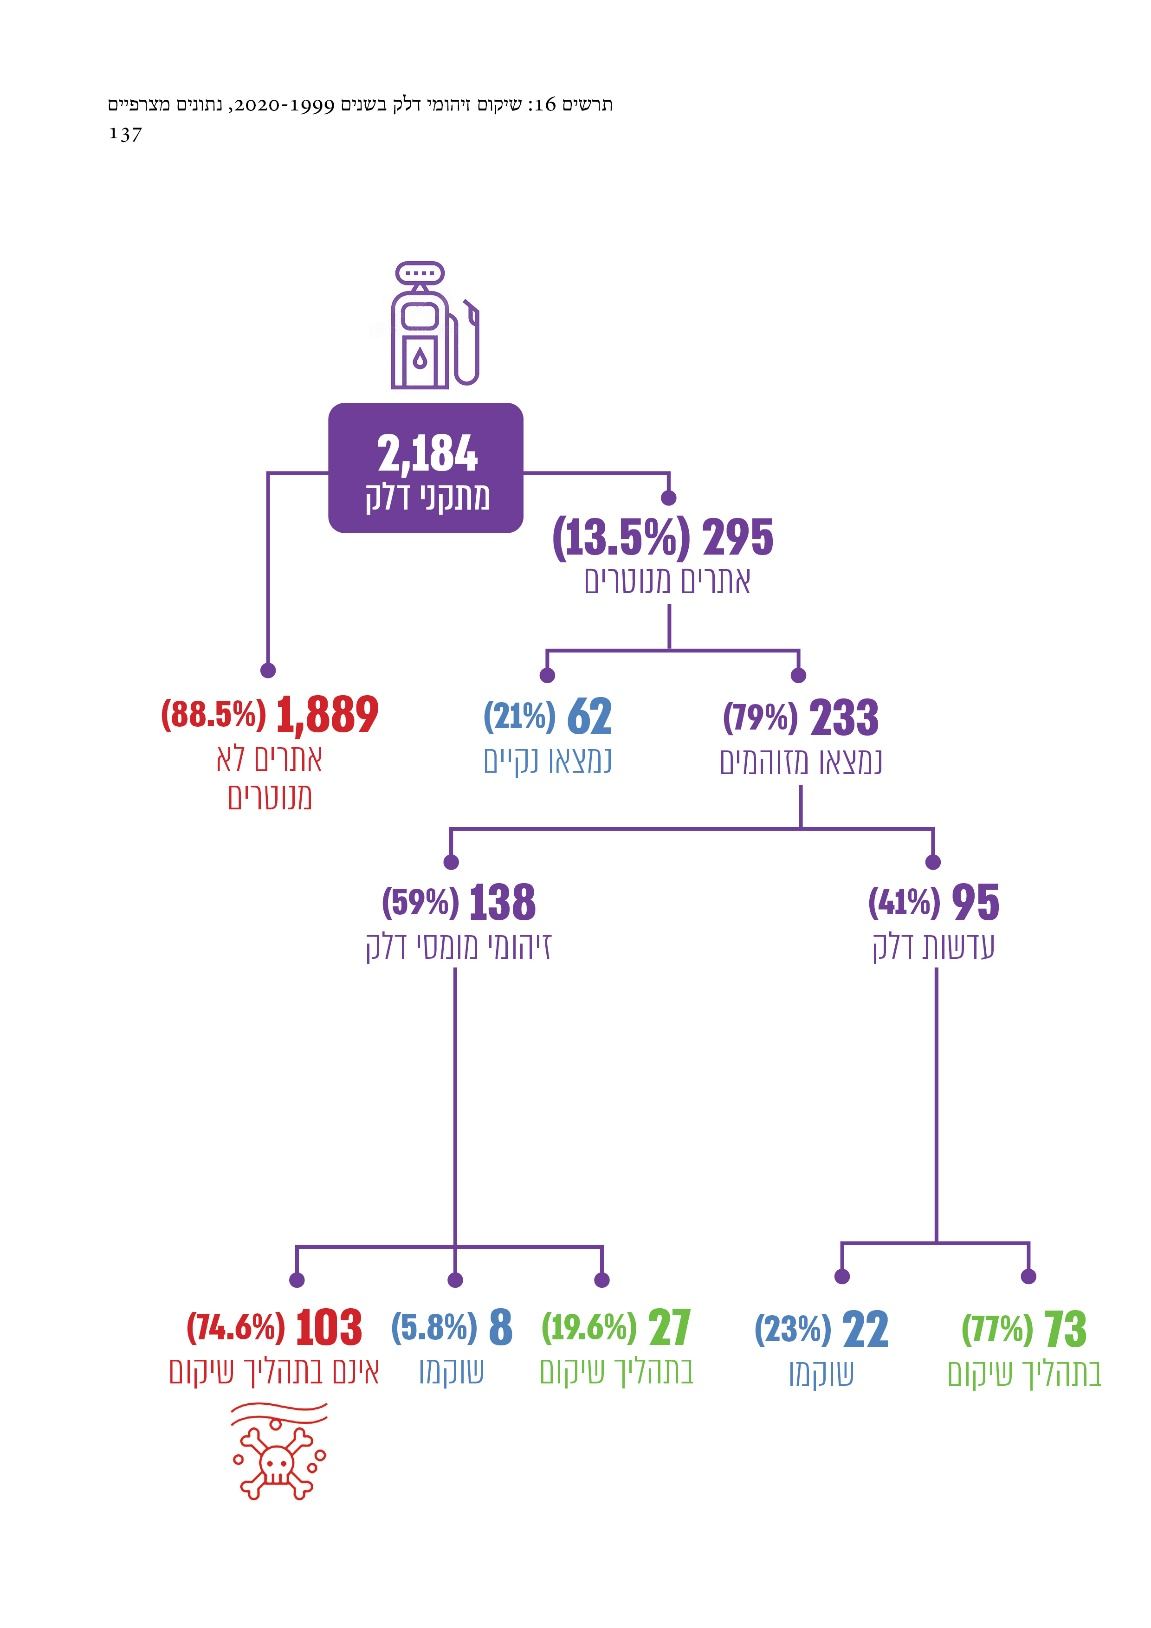 תרשים 16: שיקום זיהומי דלק בשנים 2020-1999, נתונים מצרפיים
137
2,184
מתקני דלק
295 (13.5%)
אתרים מנוטרים
1,889 (88.5%)
אתרים לא
מנוטרים
62 (21%)
נמצאו נקיים
233 (79%)
נמצאו מזוהמים
138 (59%)
זיהומי מומסי דלק
95 (41%)
עדשות דלק
103 (74.6%)
אינם בתהליך שיקום
8 (5.8%)
שוקמו
27 (19.6%)
בתהליך שיקום
22 (23%)
שוקמו
73 (77%)
בתהליך שיקום